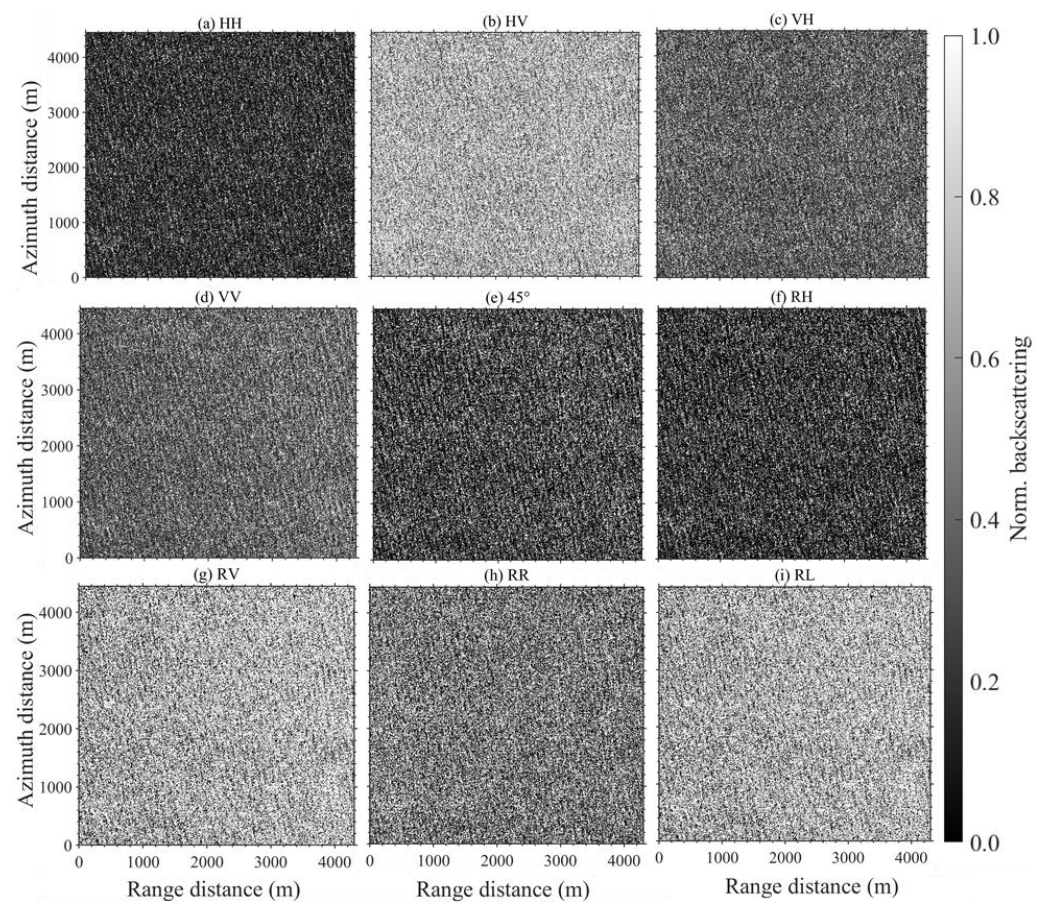 (a) HH
(b) HV
(c) VH
1.0
4000
3000
2000
1000
0
Azimuth distance (m)
0.8
(d) VV
(e) 45°
(f) RH
4000
3000
2000
1000
0
Azimuth distance (m)
0.6
Norm. backscattering
0.4
(g) RV
(h) RR
(i) RL
4000
3000
2000
1000
0
Azimuth distance (m)
0.2
0.0
0 1000 2000 3000 4000
0 1000 2000 3000 4000
0 1000 2000 3000 4000
Range distance (m)
Range distance (m)
Range distance (m)